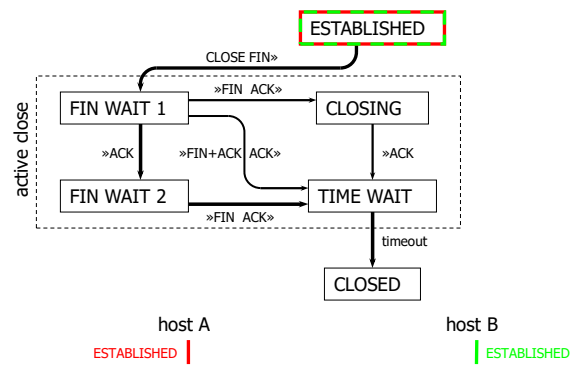 ESTABLISHED
CLOSE FIN»
active close
FIN WAIT 1
»FIN ACK»
CLOSING
»ACK
»FIN+ACK ACK»
»ACK
FIN WAIT 2
»FIN ACK»
TIME WAIT
timeout
CLOSED
host A
host B
ESTABLISHED
ESTABLISHED